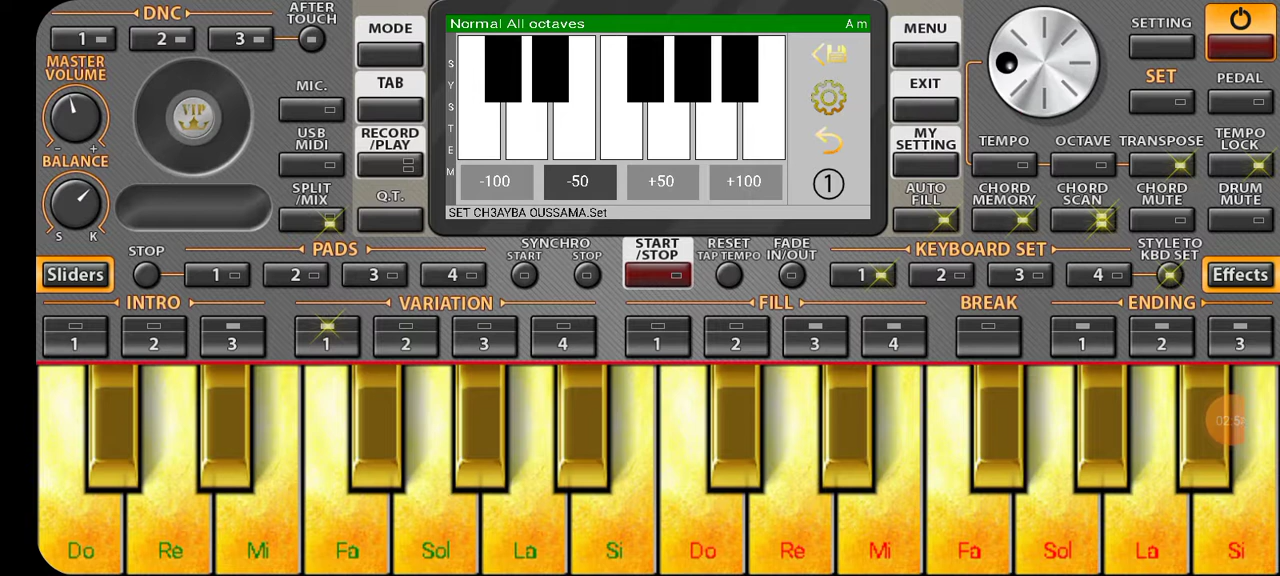 DNC
AFTER
TOUCH
1 2 3
MASTER
VOLUME
- +
BALANCE
S K
VIP
MIC.
USB
MIDI
SPLIT
/MIX
MODE
TAB
RECORD
/PLAY
Q.T.
Normal All octaves A m
S
Y
S
T
E
M
-100 -50 +50 +100
1
SET CH3AYBA OUSSAMA.Set
MENU
EXIT
MY
SETTING
AUTO
FILL
SETTING
SET
PEDAL
TEMPO OCTAVE TRANSPOSE TEMPO
LOCK
CHORD
MEMORY
CHORD
SCAN
CHORD
MUTE
DRUM
MUTE
Sliders
STOP
PADS
1 2 3 4
SYNCHRO
START STOP
START
/STOP
RESET
TAP TEMPO
FADE
IN/OUT
KEYBOARD SET
1 2 3 4
STYLE TO
KBD SET
Effects
INTRO VARIATION FILL BREAK ENDING
1 2 3 1 2 3 4 1 2 3 4 1 2 3
Do Re Mi Fa Sol La Si Do Re Mi Fa Sol La Si